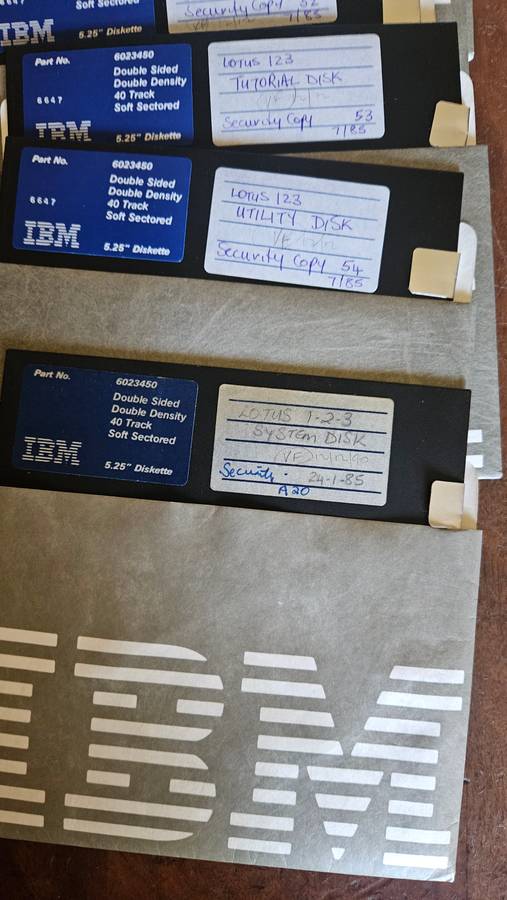 Soft Sectored
IBM
5.25" Diskette
Security Copy 52
7/85
Part No. 6023450
Double Sided
Double Density
40 Track
6647
Soft Sectored
IBM
5.25" Diskette
LOTUS 123
TUTORIAL DISK
Security Copy 53
7/85
Part No. 6023450
Double Sided
Double Density
6647
40 Track
Soft Sectored
IBM
5.25" Diskette
LOTUS 123
UTILITY DISK
Security Copy 54
7/85
Part No. 6023450
Double Sided
Double Density
40 Track
Soft Sectored
IBM
5.25" Diskette
LOTUS 1-2-3
SYSTEM DISK
Security. 24-1-85
A20
IBM